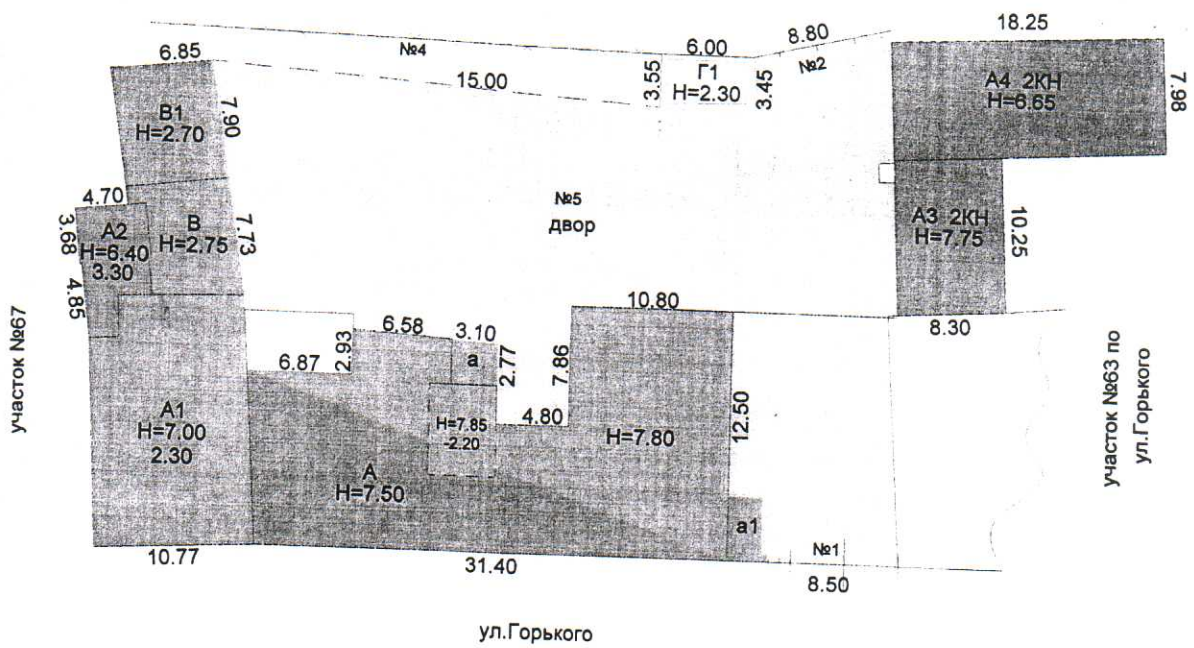 18.25
8.80
№4
6.00
№2
6.85
15.00
3.55
Г1
Н=2.30
3.45
А4 2КН
Н=6.65
7.98
В1
Н=2.70
7.90
4.70
3.68
А2
Н=6.40
3.30
4.85
В
Н=2.75
7.73
№5
двор
А3 2КН
Н=7.75
10.25
8.30
10.80
6.58
3.10
2.93
6.87
а
2.77
7.86
4.80
12.50
участок №67
А1
Н=7.00
2.30
Н=7.85
-2.20
Н=7.80
А
Н=7.50
а1
№1
участок №63 по
ул.Горького
10.77
31.40
8.50
ул.Горького